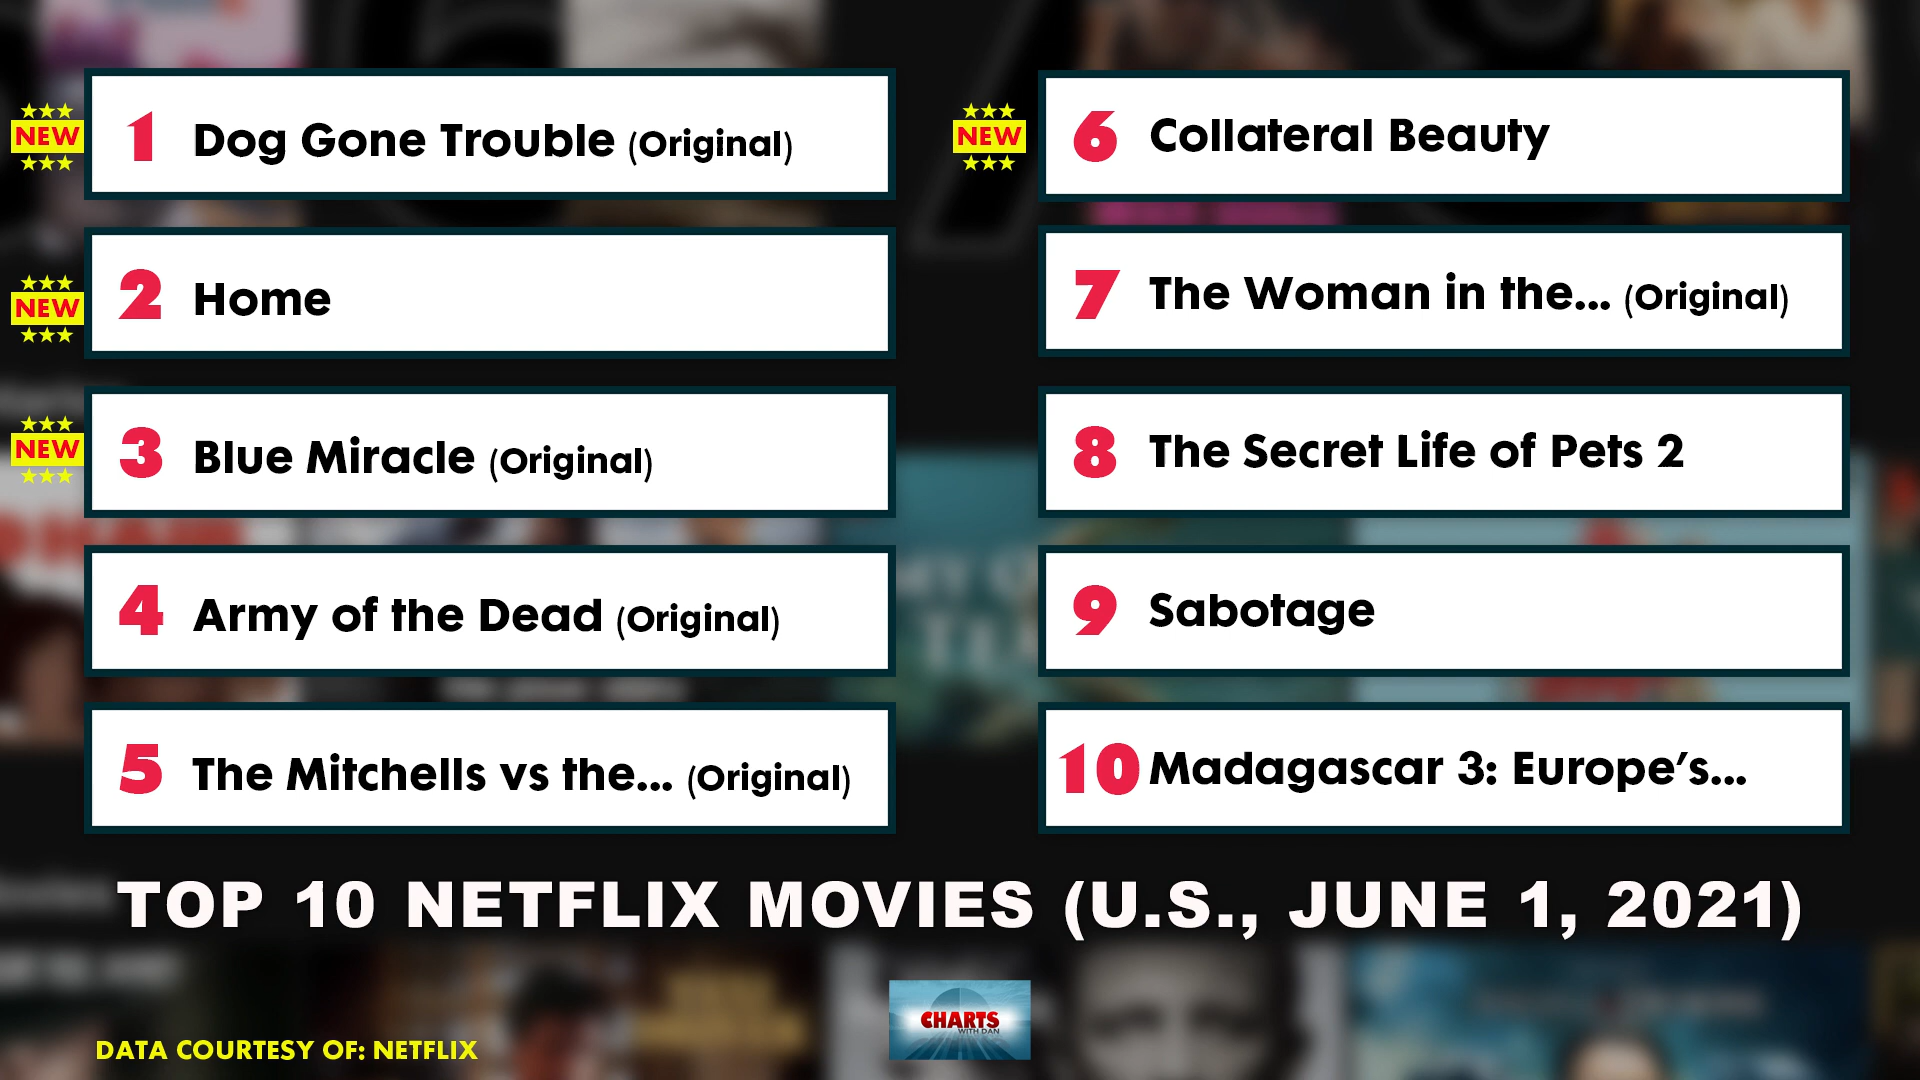 NEW
1 Dog Gone Trouble (Original)
NEW
2 Home
NEW
3 Blue Miracle (Original)
4 Army of the Dead (Original)
5 The Mitchells vs the... (Original)
NEW
6 Collateral Beauty
7 The Woman in the... (Original)
8 The Secret Life of Pets 2
9 Sabotage
10 Madagascar 3: Europe’s...
TOP 10 NETFLIX MOVIES (U.S., JUNE 1, 2021)
CHARTS
WITH DAN
DATA COURTESY OF: NETFLIX